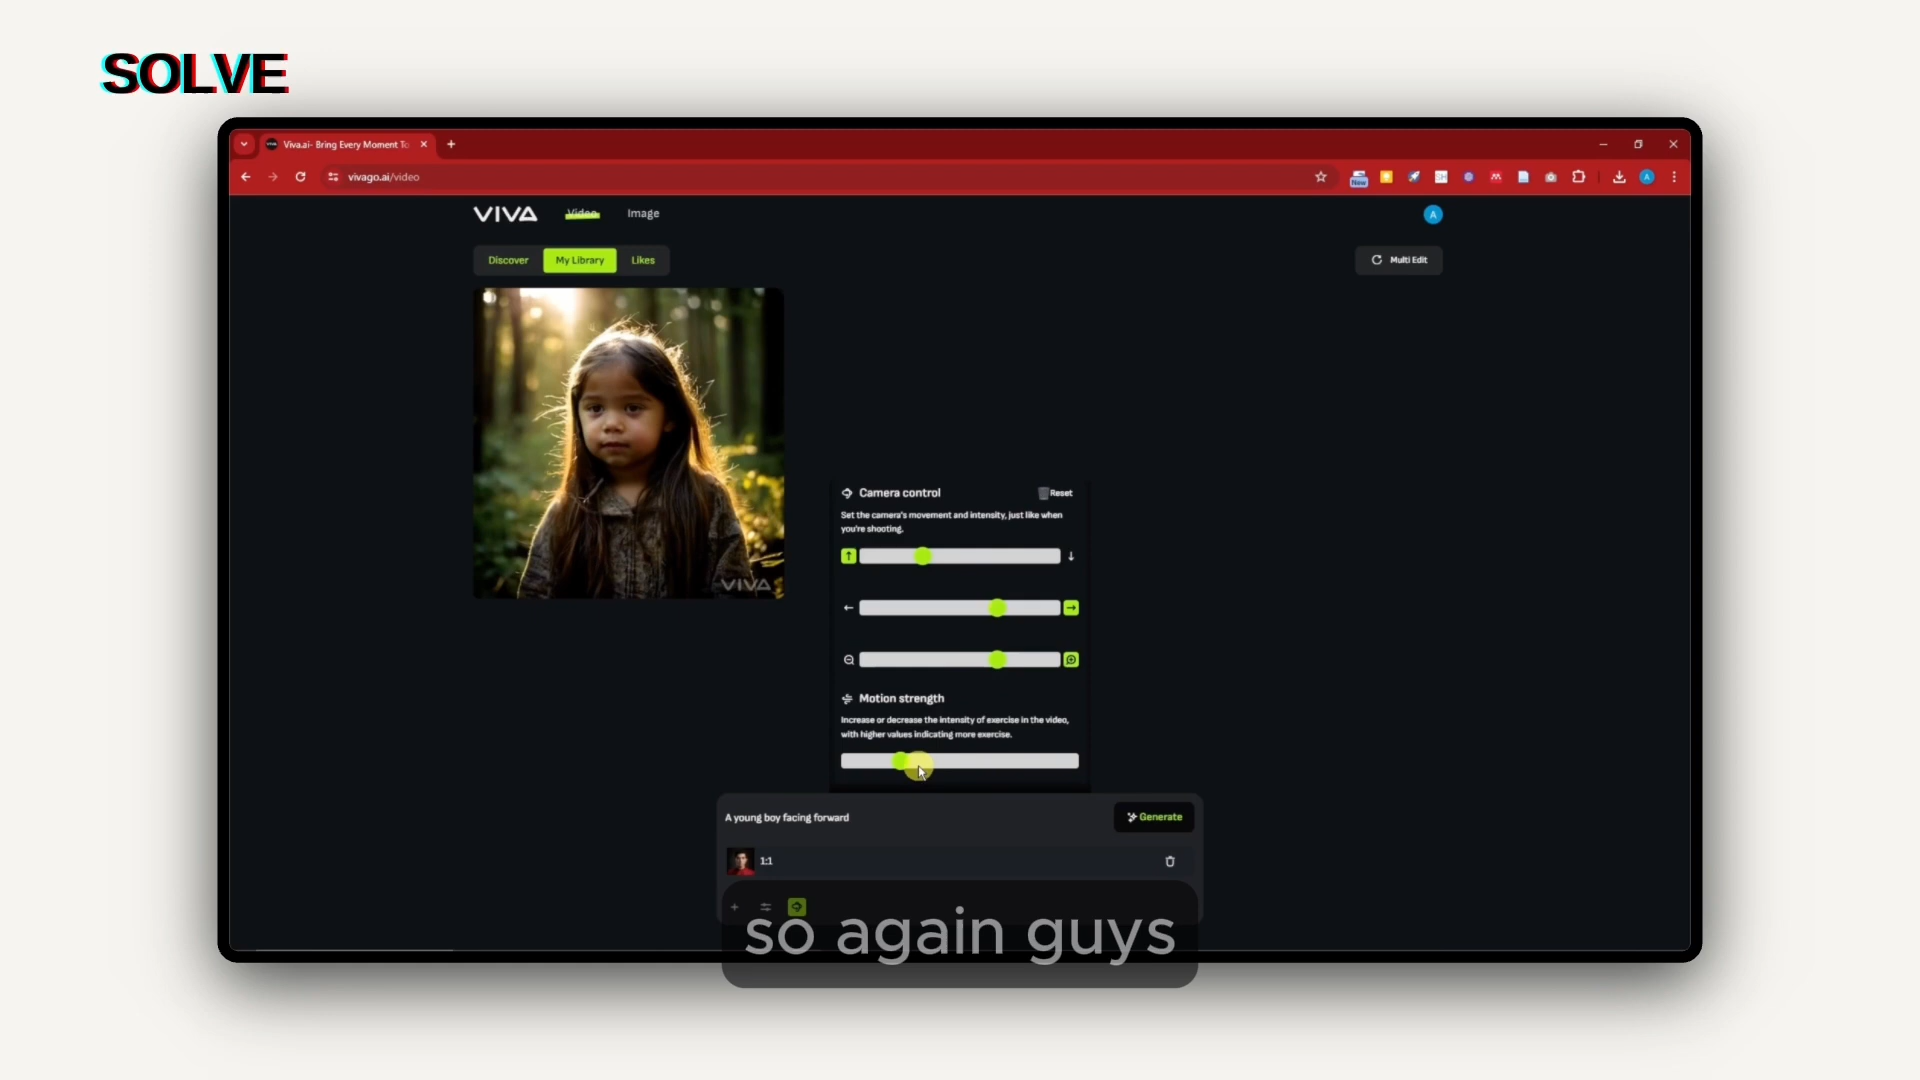 SOLVE
Viva.ai- Bring Every Moment To
vivago.ai/video
New
A
VIVA
Video
Image
A
Discover
My Library
Likes
Multi Edit
VIVA
Camera control
Reset
Set the camera's movement and intensity, just like when
you're shooting.
Motion strength
Increase or decrease the intensity of exercise in the video,
with higher values indicating more exercise.
A young boy facing forward
Generate
1:1
so again guys